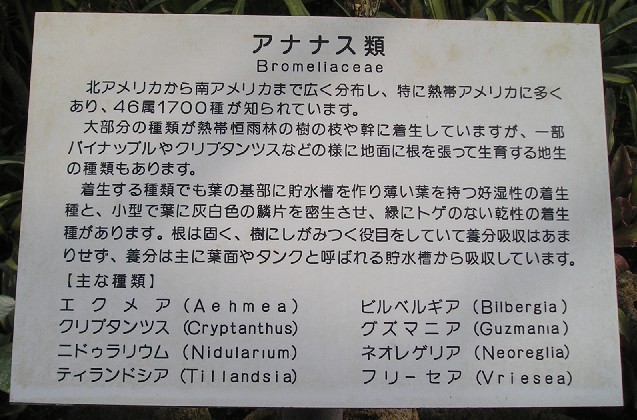 アナナス類
Bromeliaceae
北アメリカから南アメリカまで広く分布し、特に熱帯アメリカに多く
あり、46属1700種が知られています。
大部分の種類が熱帯恒雨林の樹の枝や幹に着生していますが、一部
パイナップルやクリプタンツスなどの様に地面に根を張って生育する地生
の種類もあります。
着生する種類でも葉の基部に貯水槽を作り薄い葉を持つ好湿性の着生
種と、小型で葉に灰白色の鱗片を密生させ、縁にトゲのない乾性の着生
種があります。根は固く、樹にしがみつく役目をしていて養分吸収はあま
りせず、養分は主に葉面やタンクと呼ばれる貯水槽から吸収しています。
【主な種類】
エクメア(Aehmea) ビルベルギア(Bilbergia)
クリプタンツス(Cryptanthus) グズマニア(Guzmania)
ニドゥラリウム(Nidularium) ネオレゲリア(Neoreglia)
ティランドシア(Tillandsia) フリーセア(Vriesea)